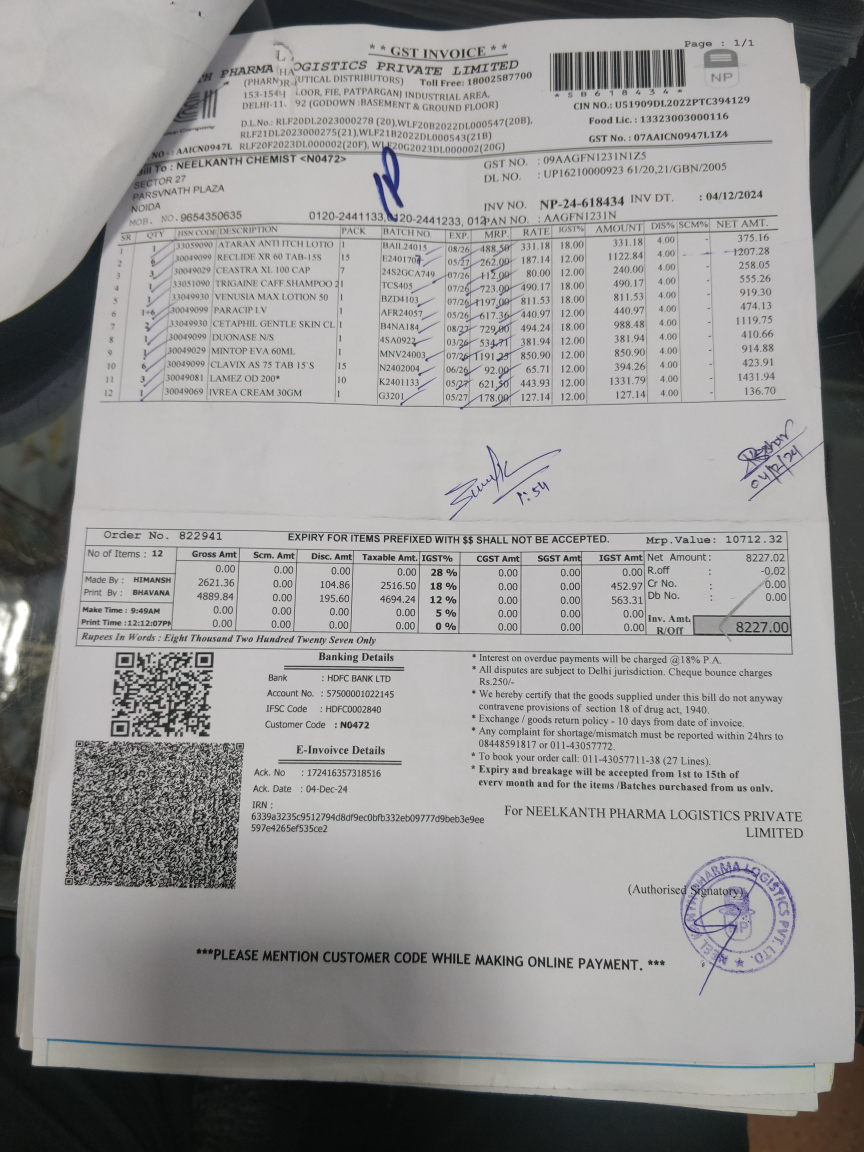 ** GST INVOICE **
Page : 1/1
PHARMA LOGISTICS PRIVATE LIMITED
(PHARM UTICAL DISTRIBUTORS) Toll Free: 18002587700
153-154 LOOR, FIE, PATPARGANJ INDUSTRIAL AREA,
DELHI-11 92 (GODOWN :BASEMENT & GROUND FLOOR)
S B 6 1 8 4 3 4
NP
CIN NO.: U51909DL2022PTC394129
Food Lic. : 13323003000116
GST No. : 07AAICN0947L1Z4
D.L.No.: RLF20DL2023000278 (20),WLF20B2022DL000547(20B),
RLF21DL2023000275(21),WLF21B2022DL000543(21B)
NO : AAICN0947L RLF20F2023DL000002(20F), WLF20G2023DL000002(20G)
Bill To : NEELKANTH CHEMIST <N0472>
SECTOR 27
PARSVNATH PLAZA
NOIDA
MOB. NO. 9654350635 0120-2441133,0120-2441233, 012
GST NO. : 09AAGFN1231N1Z5
DL NO. : UP16210000923 61/20,21/GBN/2005
INV NO. NP-24-618434 INV DT. : 04/12/2024
PAN NO. : AAGFN1231N
SR QTY HSN CODE DESCRIPTION PACK BATCH NO. EXP. MRP. RATE IGST% AMOUNT DIS% SCM% NET AMT.
1 1 33059090 ATARAX ANTI ITCH LOTIO 1 BAIL24015 08/26 488.50 331.18 18.00 331.18 4.00 - 375.16
2 6 30049099 RECLIDE XR 60 TAB-15S 15 E240170 05/27 262.00 187.14 12.00 1122.84 4.00 - 1207.28
3 3 30049029 CEASTRA XL 100 CAP 7 24S2GCA749 07/26 112.00 80.00 12.00 240.00 4.00 - 258.05
4 1 33051090 TRIGAINE CAFF.SHAMPOO 2 1 TCS405 07/26 723.00 490.17 18.00 490.17 4.00 - 555.26
5 1 33049930 VENUSIA MAX LOTION 50 1 BZD4103 07/26 1197.00 811.53 18.00 811.53 4.00 - 919.30
6 1 30049099 PARACIP I.V 1 AFR24057 05/26 617.36 440.97 12.00 440.97 4.00 - 474.13
7 2 33049930 CETAPHIL GENTLE SKIN CL 1 B4NA184 08/27 729.00 494.24 18.00 988.48 4.00 - 1119.75
8 1 30049099 DUONASE N/S 1 4SA0922 03/26 534.71 381.94 12.00 381.94 4.00 - 410.66
9 1 30049029 MINTOP EVA 60ML 1 MNV24003 07/26 1191.25 850.90 12.00 850.90 4.00 - 914.88
10 6 30049099 CLAVIX AS 75 TAB 15`S 15 N2402004 06/26 92.00 65.71 12.00 394.26 4.00 - 423.91
11 3 30049081 LAMEZ OD 200* 10 K2401133 05/27 621.50 443.93 12.00 1331.79 4.00 - 1431.94
12 1 30049069 IVREA CREAM 30GM 1 G3201 05/27 178.00 127.14 12.00 127.14 4.00 - 136.70
1:54
04/12/24
Order No. 822941 EXPIRY FOR ITEMS PREFIXED WITH $$ SHALL NOT BE ACCEPTED. Mrp.Value: 10712.32
No of Items : 12 Gross Amt Scm. Amt Disc. Amt Taxable Amt. IGST% CGST Amt SGST Amt IGST Amt Net Amount : 8227.02
0.00 0.00 0.00 0.00 28 % 0.00 0.00 0.00 R.off : -0.02
Made By : HIMANSH 2621.36 0.00 104.86 2516.50 18 % 0.00 0.00 452.97 Cr No. : 0.00
Print By : BHAVANA 4889.84 0.00 195.60 4694.24 12 % 0.00 0.00 563.31 Db No. : 0.00
Make Time : 9:49AM 0.00 0.00 0.00 0.00 5 % 0.00 0.00 0.00
Print Time :12:12:07PM 0.00 0.00 0.00 0.00 0 % 0.00 0.00 0.00 Inv. Amt. R/Off 8227.00
Rupees In Words : Eight Thousand Two Hundred Twenty Seven Only
Banking Details
Bank : HDFC BANK LTD
Account No. : 57500001022145
IFSC Code : HDFC0002840
Customer Code : N0472
E-Invoivce Details
Ack. No : 172416357318516
Ack. Date : 04-Dec-24
IRN :
6339a3235c9512794d8df9ec0bfb332eb09777d9beb3e9ee
597e4265ef535ce2
* Interest on overdue payments will be charged @18% P.A.
* All disputes are subject to Delhi jurisdiction. Cheque bounce charges
Rs.250/-
* We hereby certify that the goods supplied under this bill do not anyway
contravene provisions of section 18 of drug act, 1940.
* Exchange / goods return policy - 10 days from date of invoice.
* Any complaint for shortage/mismatch must be reported within 24hrs to
08448591817 or 011-43057772.
* To book your order call: 011-43057711-38 (27 Lines).
* Expiry and breakage will be accepted from 1st to 15th of
every month and for the items /Batches purchased from us only.
For NEELKANTH PHARMA LOGISTICS PRIVATE
LIMITED
(Authorised Signatory)
NEELKANTH PHARMA LOGISTICS PVT. LTD.
***PLEASE MENTION CUSTOMER CODE WHILE MAKING ONLINE PAYMENT. ***